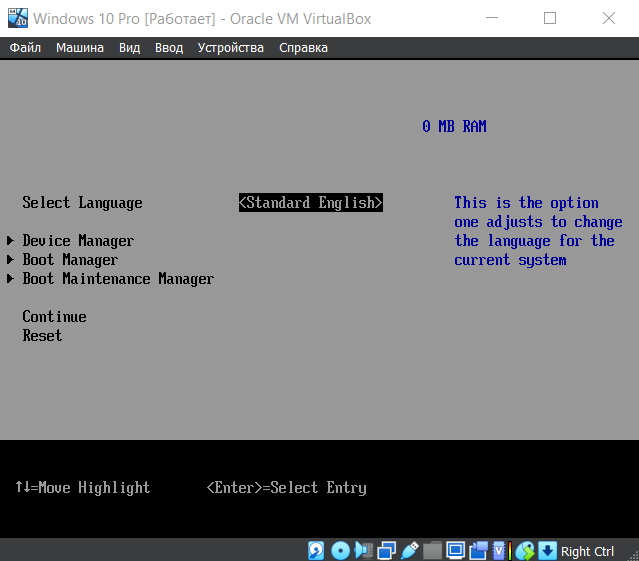 Windows 10 Pro [Работает] - Oracle VM VirtualBox
Файл Машина Вид Ввод Устройства Справка
0 MB RAM
Select Language <Standard English> This is the option
one adjusts to change
▶ Device Manager the language for the
▶ Boot Manager current system
▶ Boot Maintenance Manager
Continue
Reset
↑↓=Move Highlight <Enter>=Select Entry
Right Ctrl